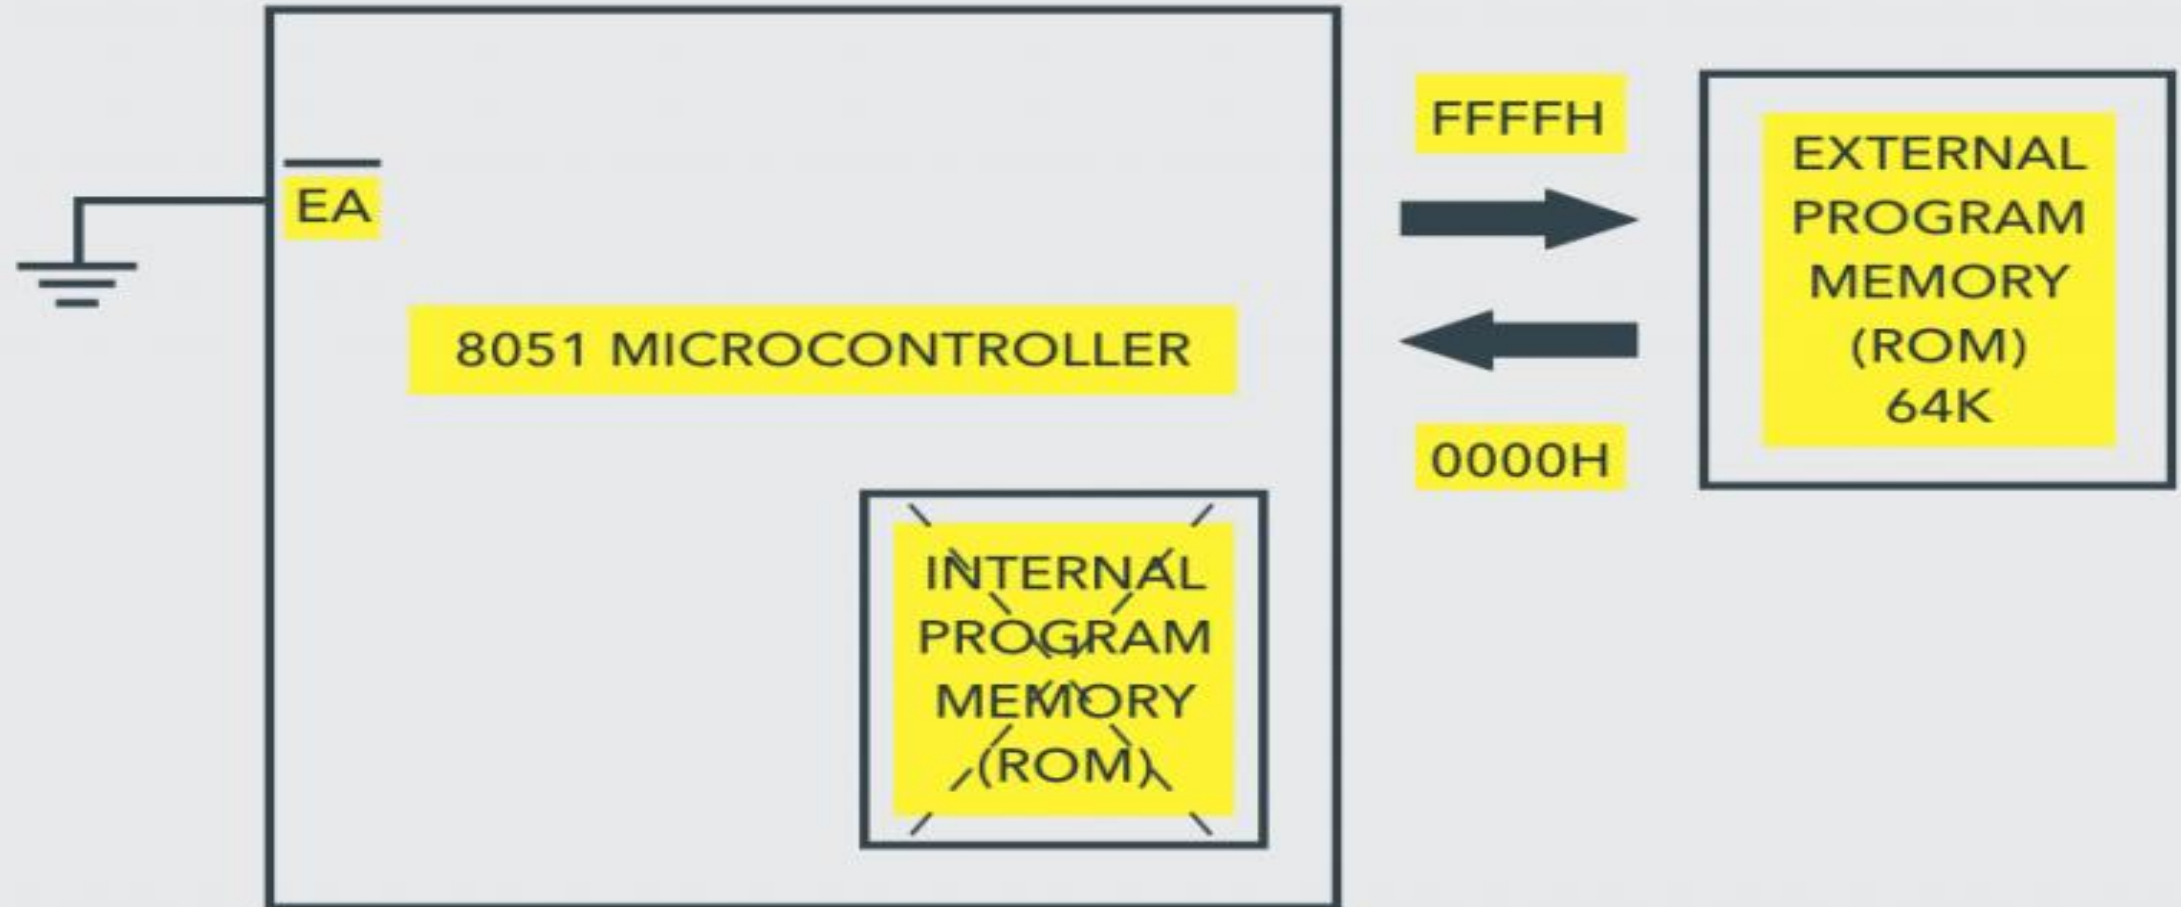 EA
8051 MICROCONTROLLER
INTERNAL
PROGRAM
MEMORY
(ROM)
FFFFH
0000H
EXTERNAL
PROGRAM
MEMORY
(ROM)
64K